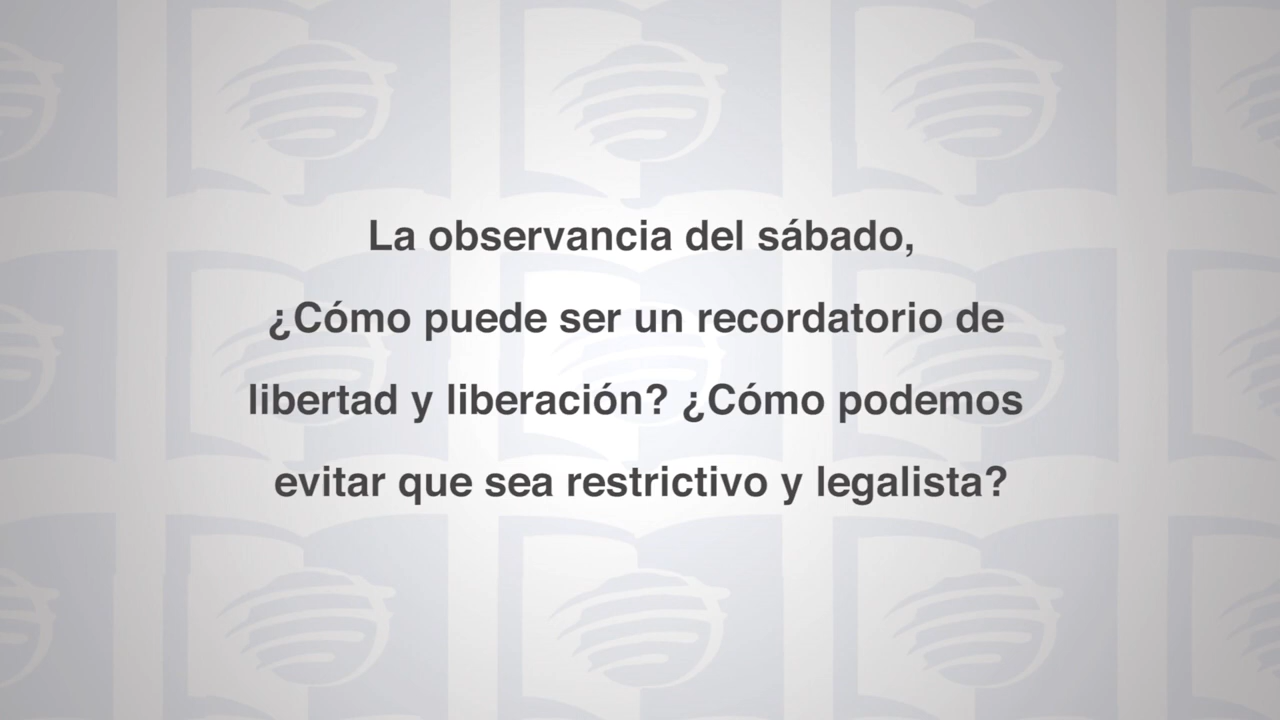 La observancia del sábado,
¿Cómo puede ser un recordatorio de
libertad y liberación? ¿Cómo podemos
evitar que sea restrictivo y legalista?